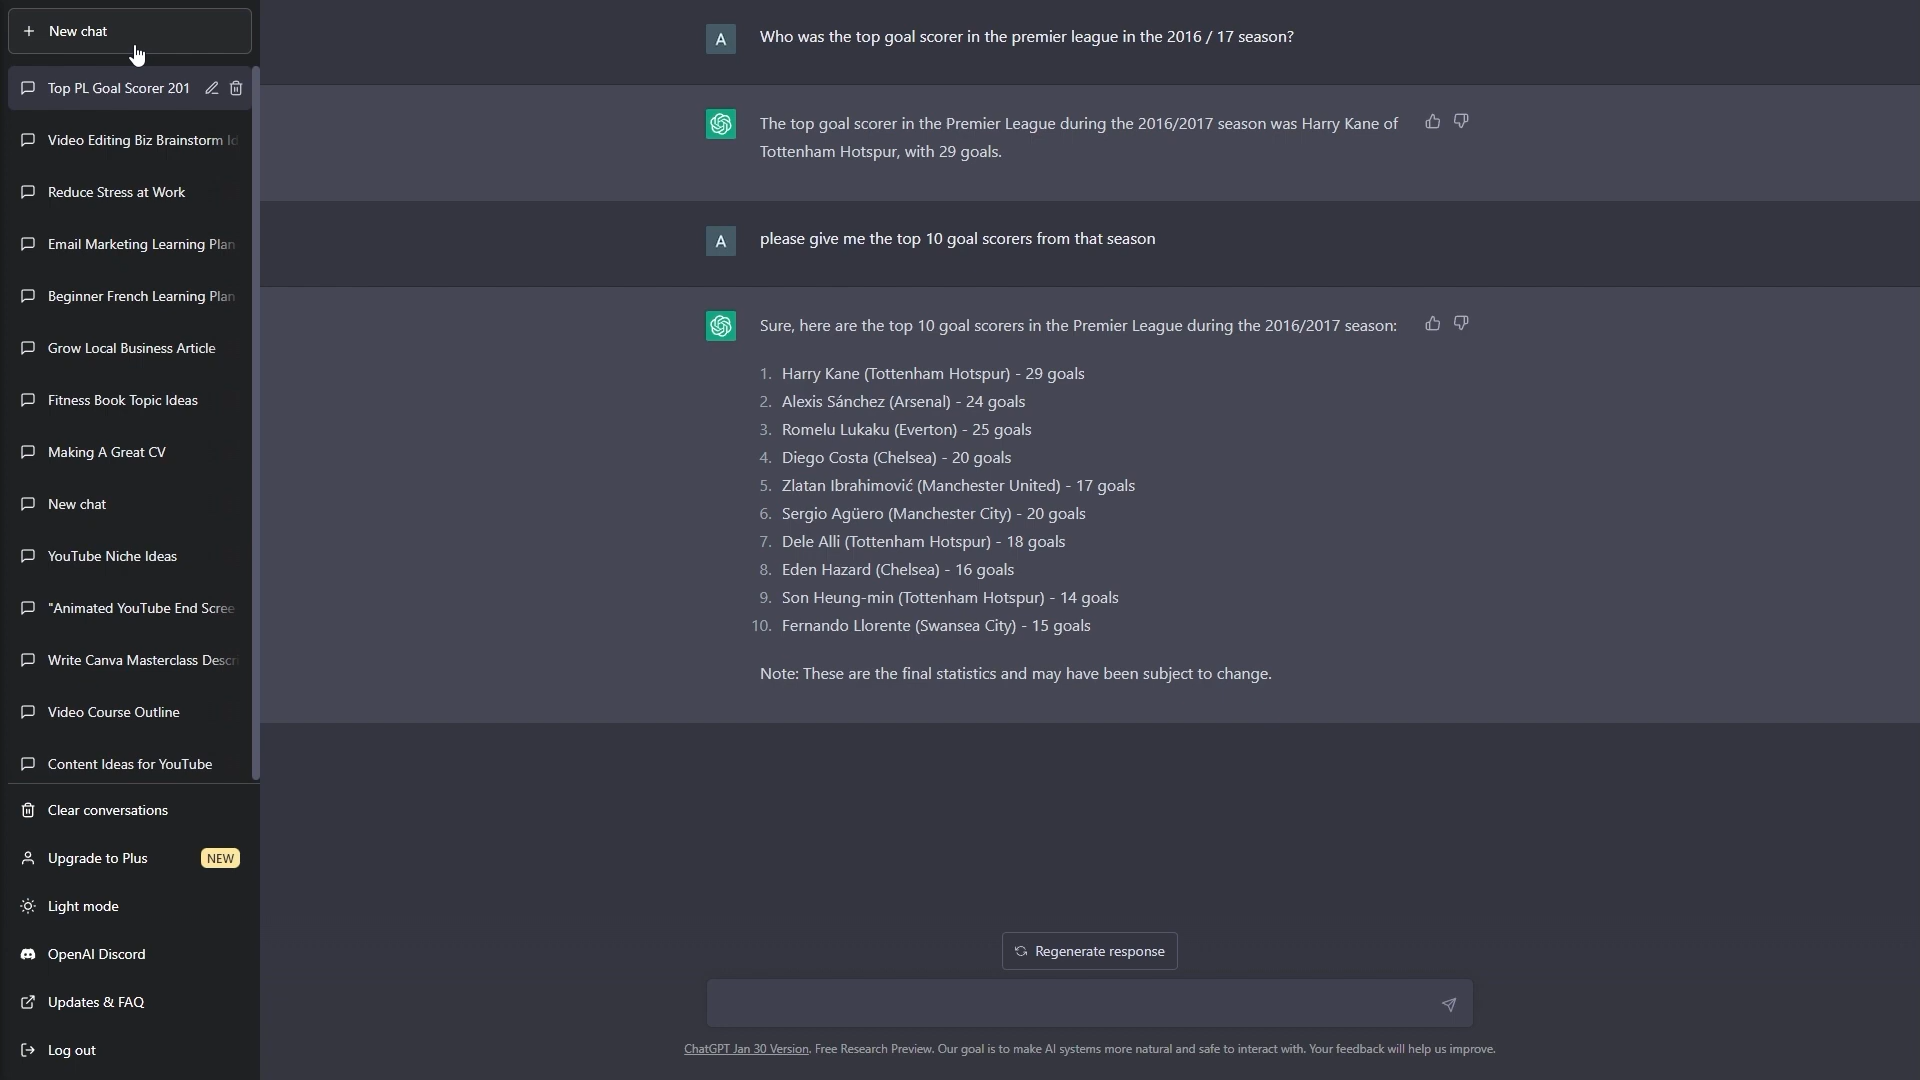 New chat
Top PL Goal Scorer 201
Video Editing Biz Brainstorm Id
Reduce Stress at Work
Email Marketing Learning Plan
Beginner French Learning Plan
Grow Local Business Article
Fitness Book Topic Ideas
Making A Great CV
New chat
YouTube Niche Ideas
"Animated YouTube End Scree
Write Canva Masterclass Descri
Video Course Outline
Content Ideas for YouTube
Clear conversations
Upgrade to Plus NEW
Light mode
OpenAI Discord
Updates & FAQ
Log out
A
Who was the top goal scorer in the premier league in the 2016 / 17 season?
The top goal scorer in the Premier League during the 2016/2017 season was Harry Kane of
Tottenham Hotspur, with 29 goals.
A
please give me the top 10 goal scorers from that season
Sure, here are the top 10 goal scorers in the Premier League during the 2016/2017 season:
1. Harry Kane (Tottenham Hotspur) - 29 goals
2. Alexis Sánchez (Arsenal) - 24 goals
3. Romelu Lukaku (Everton) - 25 goals
4. Diego Costa (Chelsea) - 20 goals
5. Zlatan Ibrahimović (Manchester United) - 17 goals
6. Sergio Agüero (Manchester City) - 20 goals
7. Dele Alli (Tottenham Hotspur) - 18 goals
8. Eden Hazard (Chelsea) - 16 goals
9. Son Heung-min (Tottenham Hotspur) - 14 goals
10. Fernando Llorente (Swansea City) - 15 goals
Note: These are the final statistics and may have been subject to change.
Regenerate response
ChatGPT Jan 30 Version. Free Research Preview. Our goal is to make AI systems more natural and safe to interact with. Your feedback will help us improve.